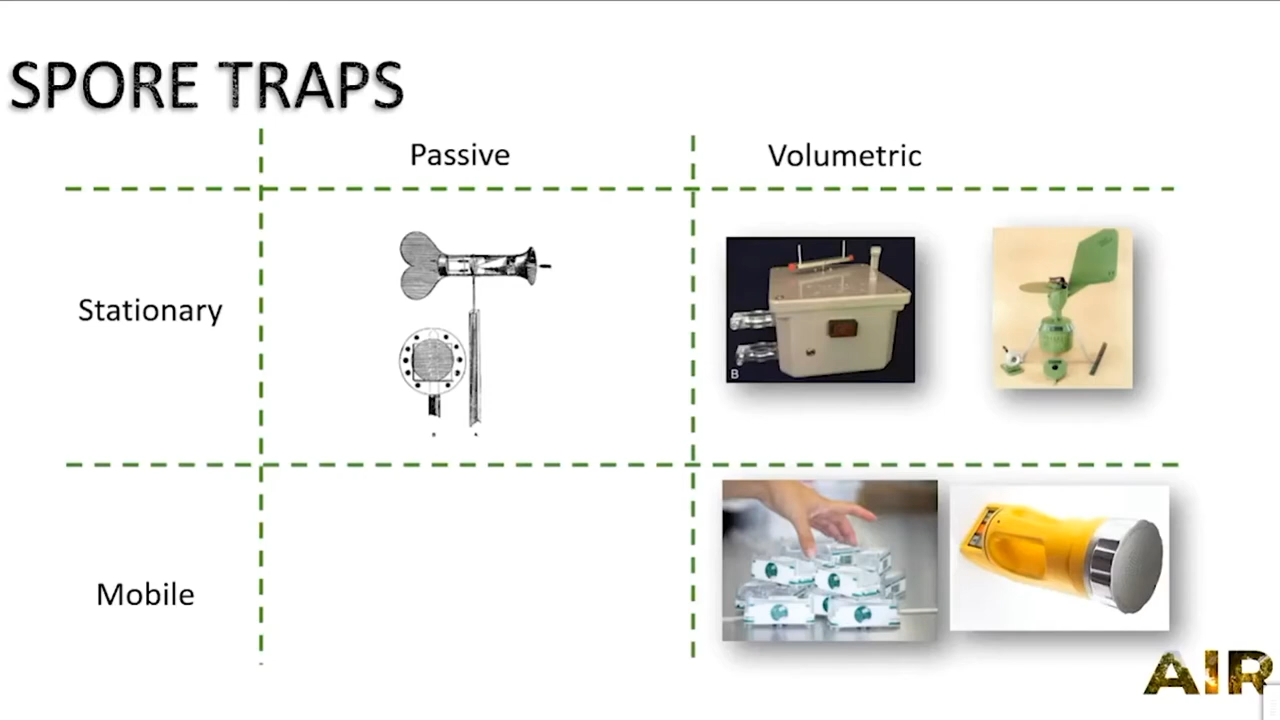 SPORE TRAPS
Passive
Volumetric
Stationary
B
Mobile
AIR